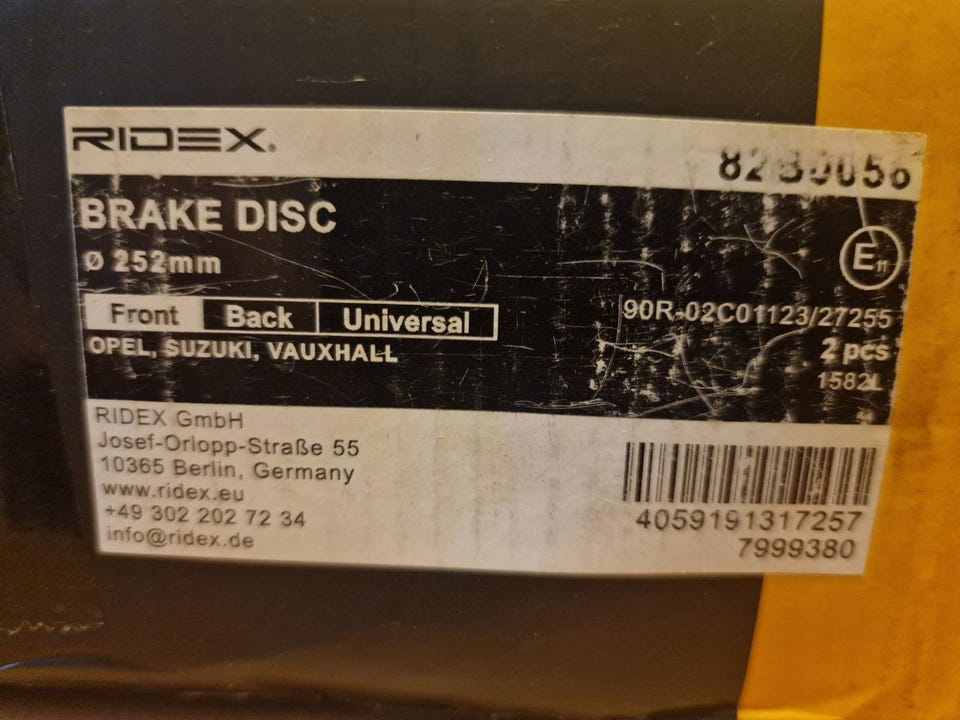 RIDEX®
82B0056
BRAKE DISC
Ø 252mm
E11
Front Back Universal
90R-02C01123/27255
OPEL, SUZUKI, VAUXHALL
2 pcs
1582L
RIDEX GmbH
Josef-Orlopp-Straße 55
10365 Berlin, Germany
www.ridex.eu
+49 302 202 72 34
info@ridex.de
4059191317257
7999380